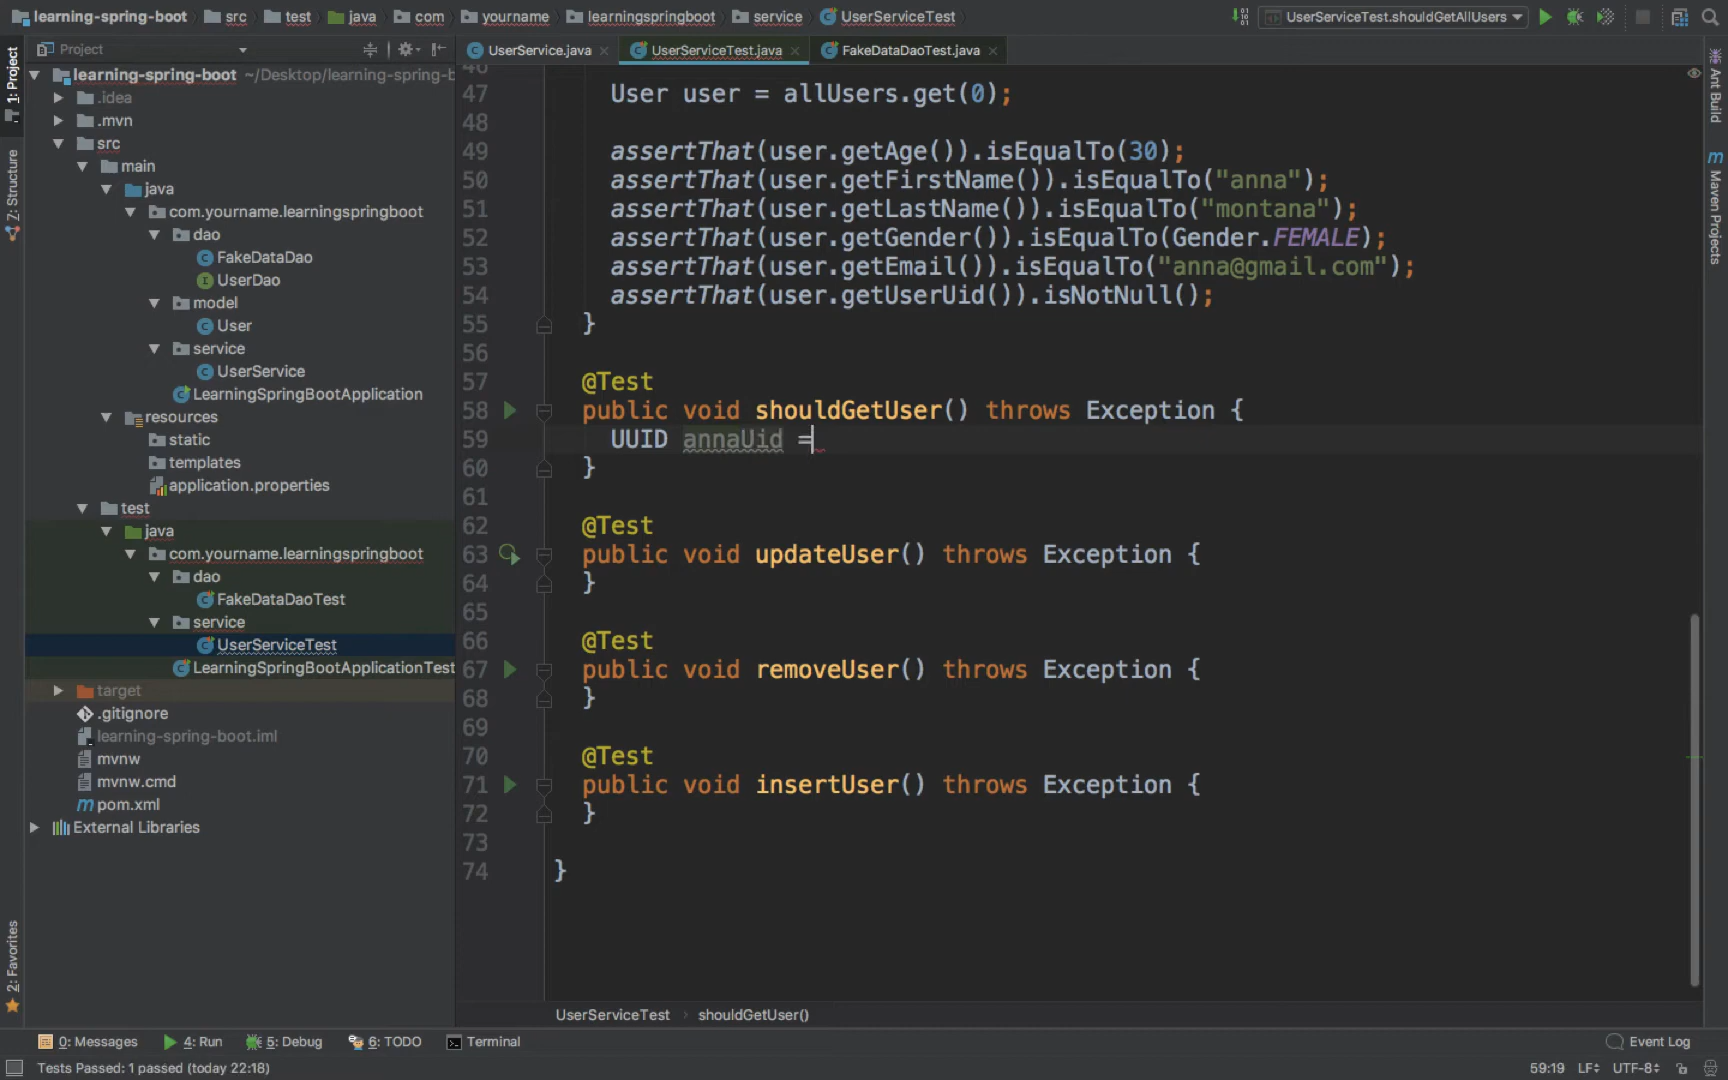 learning-spring-boot src test java com yourname learningspringboot service UserServiceTest
UserServiceTest.shouldGetAllUsers
Project
UserService.java UserServiceTest.java FakeDataDaoTest.java
learning-spring-boot ~/Desktop/learning-spring-b
.idea
.mvn
src
main
java
com.yourname.learningspringboot
dao
FakeDataDao
UserDao
model
User
service
UserService
LearningSpringBootApplication
resources
static
templates
application.properties
test
java
com.yourname.learningspringboot
dao
FakeDataDaoTest
service
UserServiceTest
LearningSpringBootApplicationTest
target
.gitignore
learning-spring-boot.iml
mvnw
mvnw.cmd
pom.xml
External Libraries
1: Project
7: Structure
2: Favorites
46
47 User user = allUsers.get(0);
48
49 assertThat(user.getAge()).isEqualTo(30);
50 assertThat(user.getFirstName()).isEqualTo("anna");
51 assertThat(user.getLastName()).isEqualTo("montana");
52 assertThat(user.getGender()).isEqualTo(Gender.FEMALE);
53 assertThat(user.getEmail()).isEqualTo("anna@gmail.com");
54 assertThat(user.getUserUid()).isNotNull();
55 }
56
57 @Test
58 public void shouldGetUser() throws Exception {
59 UUID annaUid =
60 }
61
62 @Test
63 public void updateUser() throws Exception {
64 }
65
66 @Test
67 public void removeUser() throws Exception {
68 }
69
70 @Test
71 public void insertUser() throws Exception {
72 }
73
74 }
Ant Build
m Maven Projects
UserServiceTest › shouldGetUser()
0: Messages 4: Run 5: Debug 6: TODO Terminal Event Log
Tests Passed: 1 passed (today 22:18) 59:19 LF UTF-8